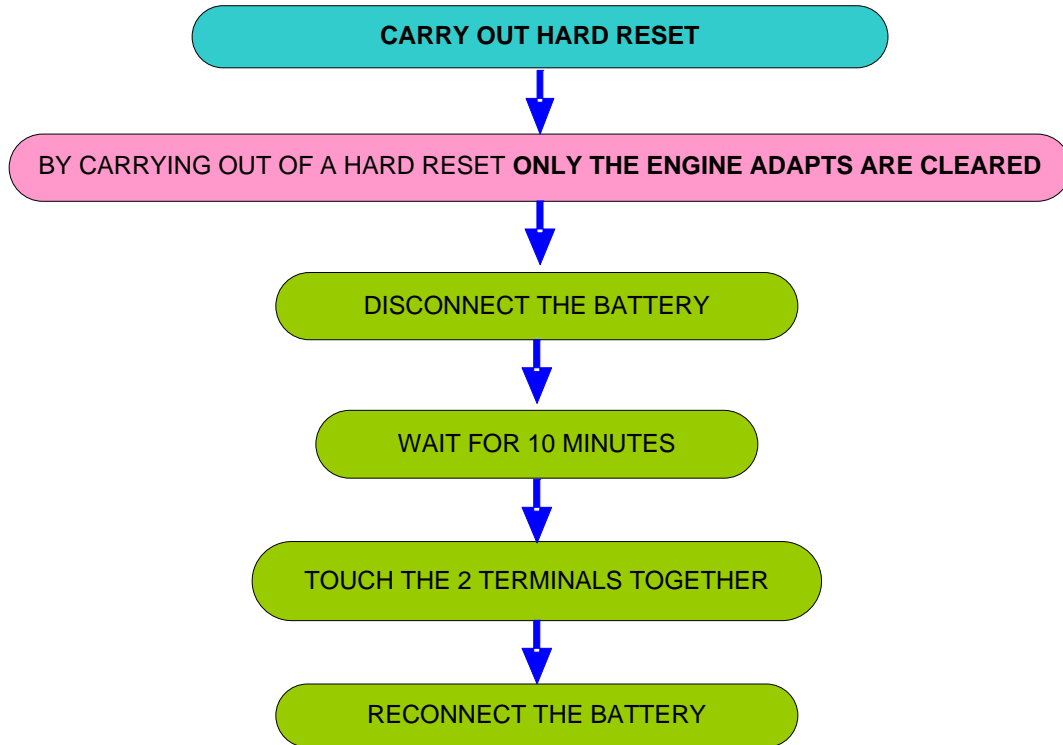 CARRY OUT HARD RESET
BY CARRYING OUT OF A HARD RESET ONLY THE ENGINE ADAPTS ARE CLEARED
DISCONNECT THE BATTERY
WAIT FOR 10 MINUTES
TOUCH THE 2 TERMINALS TOGETHER
RECONNECT THE BATTERY